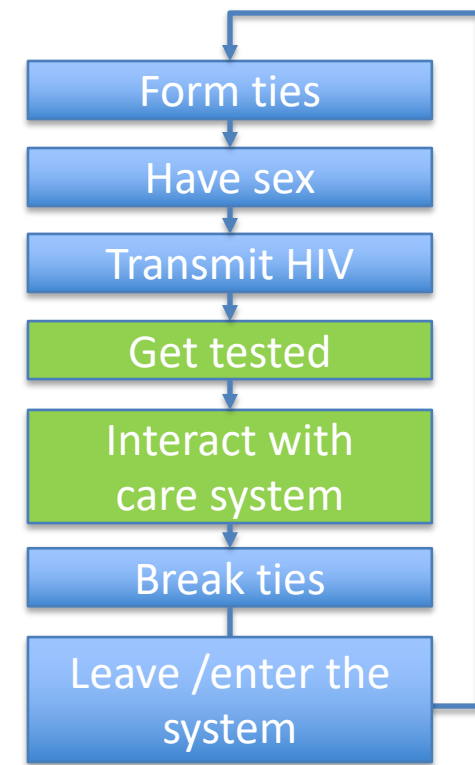 Form ties
Have sex
Transmit HIV
Get tested
Interact with
care system
Break ties
Leave /enter the
system